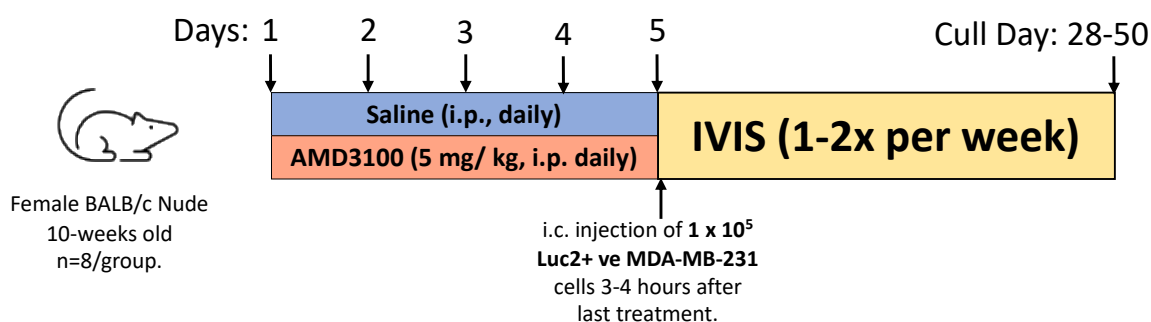 Days: 1 2 3 4 5 Cull Day: 28-50
Saline (i.p., daily)
AMD3100 (5 mg/ kg, i.p. daily)
IVIS (1-2x per week)
Female BALB/c Nude
10-weeks old
n=8/group.
i.c. injection of 1 x 10⁵
Luc2+ ve MDA-MB-231
cells 3-4 hours after
last treatment.